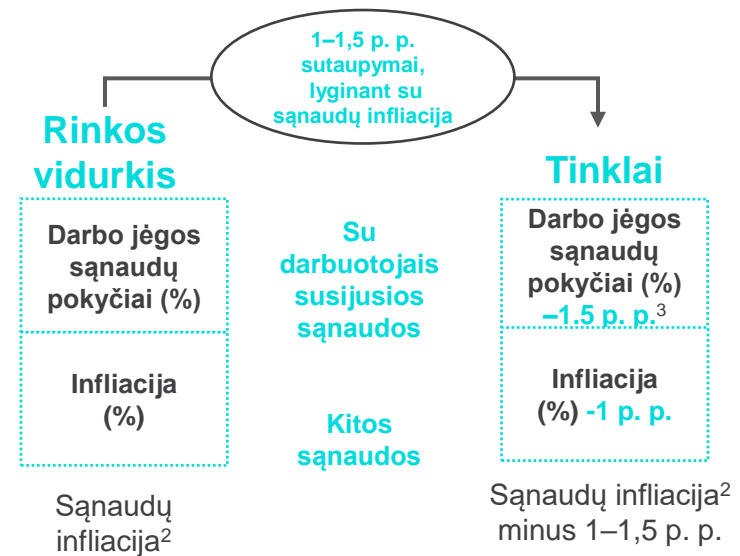 1–1,5 p. p.
sutaupymai,
lyginant su
sąnaudų infliacija
Rinkos
vidurkis
Darbo jėgos
sąnaudų
pokyčiai (%)
Infliacija
(%)
Sąnaudų
infliacija²
Su
darbuotojais
susijusios
sąnaudos
Kitos
sąnaudos
Tinklai
Darbo jėgos
sąnaudų
pokyčiai (%)
–1.5 p. p.³
Infliacija
(%) -1 p. p.
Sąnaudų infliacija²
minus 1–1,5 p. p.